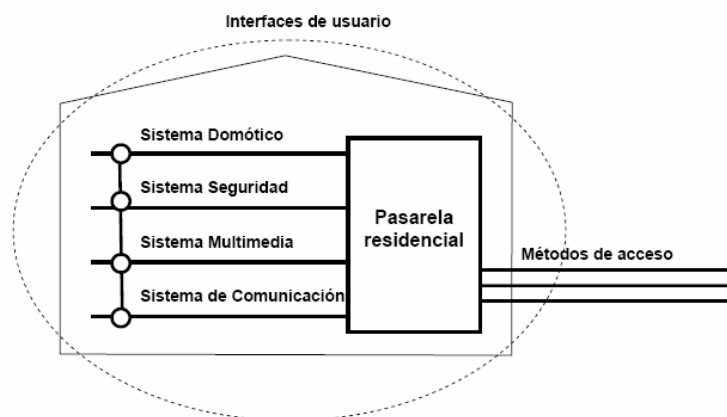 Interfaces de usuario
Sistema Domótico
Sistema Seguridad
Sistema Multimedia
Sistema de Comunicación
Pasarela
residencial
Métodos de acceso